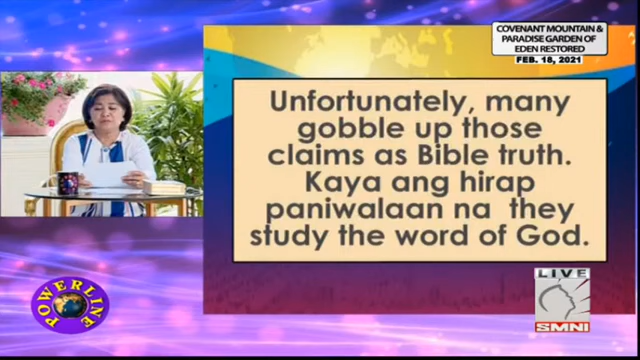 COVENANT MOUNTAIN &
PARADISE GARDEN OF
EDEN RESTORED
FEB. 18, 2021
Unfortunately, many
gobble up those
claims as Bible truth.
Kaya ang hirap
paniwalaan na they
study the word of God.
POWERLINE
LIVE
SMNI